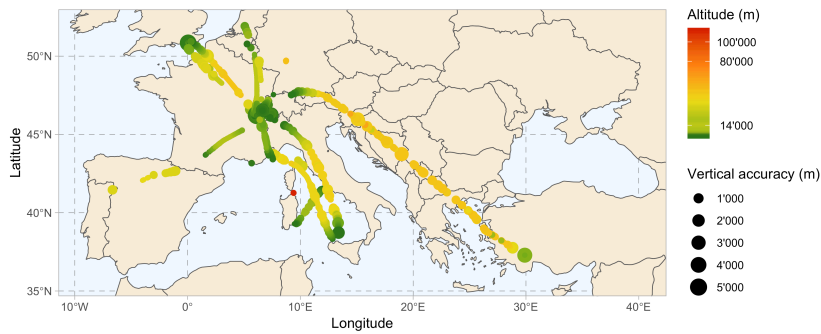 50°N
45°N
40°N
35°N
10°W
0°
10°E
20°E
30°E
40°E
Longitude
Latitude
Altitude (m)
100'000
80'000
14'000
Vertical accuracy (m)
1'000
2'000
3'000
4'000
5'000